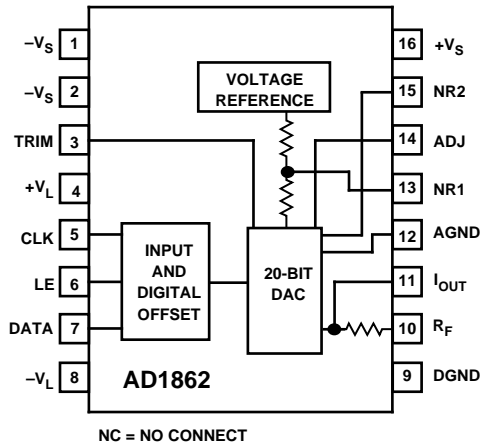 –VS 1
–VS 2
TRIM 3
+VL 4
CLK 5
LE 6
DATA 7
–VL 8
VOLTAGE
REFERENCE
INPUT
AND
DIGITAL
OFFSET
20-BIT
DAC
AD1862
16 +VS
15 NR2
14 ADJ
13 NR1
12 AGND
11 IOUT
10 RF
9 DGND
NC = NO CONNECT